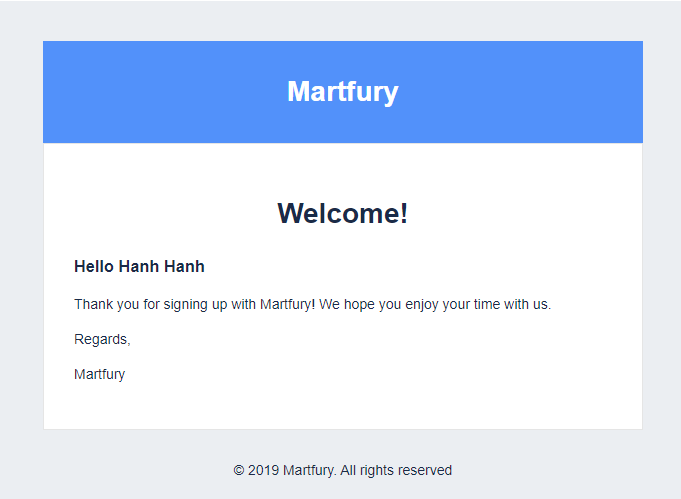 Martfury
Welcome!
Hello Hanh Hanh
Thank you for signing up with Martfury! We hope you enjoy your time with us.
Regards,
Martfury
© 2019 Martfury. All rights reserved